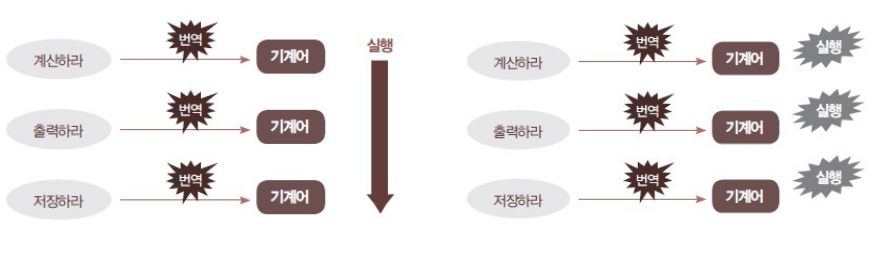 계산하라 번역 기계어 실행
출력하라 번역 기계어
저장하라 번역 기계어
계산하라 번역 기계어 실행
출력하라 번역 기계어 실행
저장하라 번역 기계어 실행